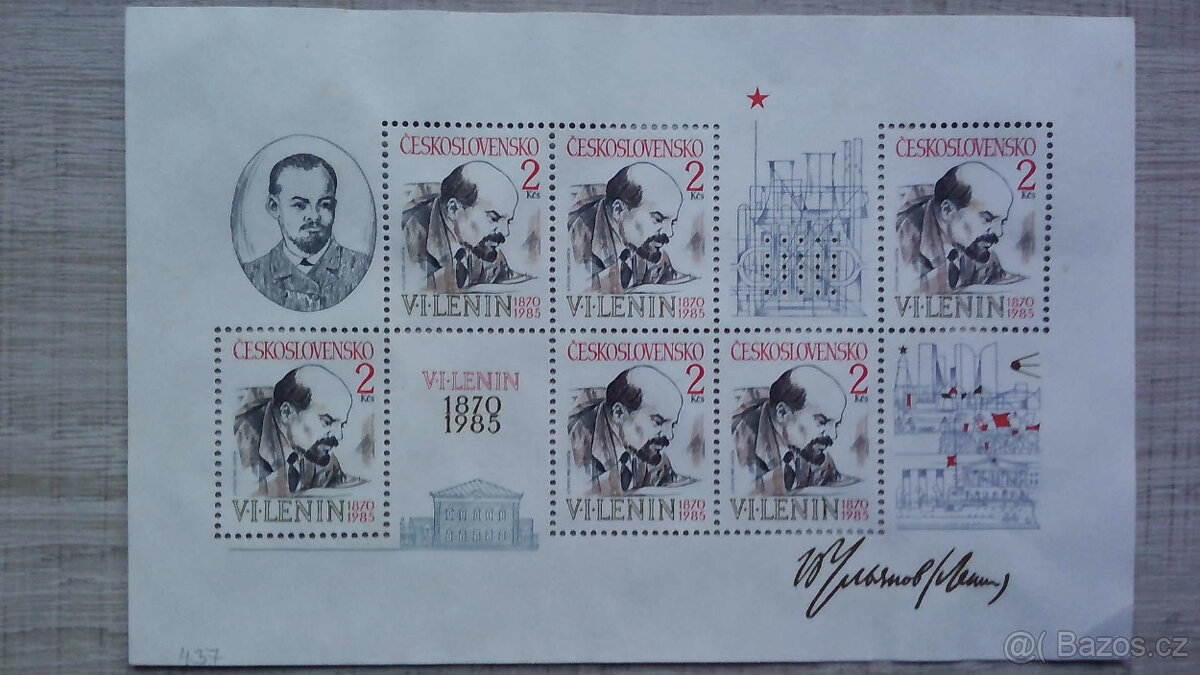 ČESKOSLOVENSKO
2
Kčs
V·I·LENIN 1870
1985
ČESKOSLOVENSKO
2
Kčs
V·I·LENIN 1870
1985
ČESKOSLOVENSKO
2
Kčs
V·I·LENIN 1870
1985
ČESKOSLOVENSKO
2
Kčs
V·I·LENIN 1870
1985
V·I·LENIN
1870
1985
ČESKOSLOVENSKO
2
Kčs
V·I·LENIN 1870
1985
ČESKOSLOVENSKO
2
Kčs
V·I·LENIN 1870
1985
В Ульянов (Ленин)
437
@( Bazos.cz